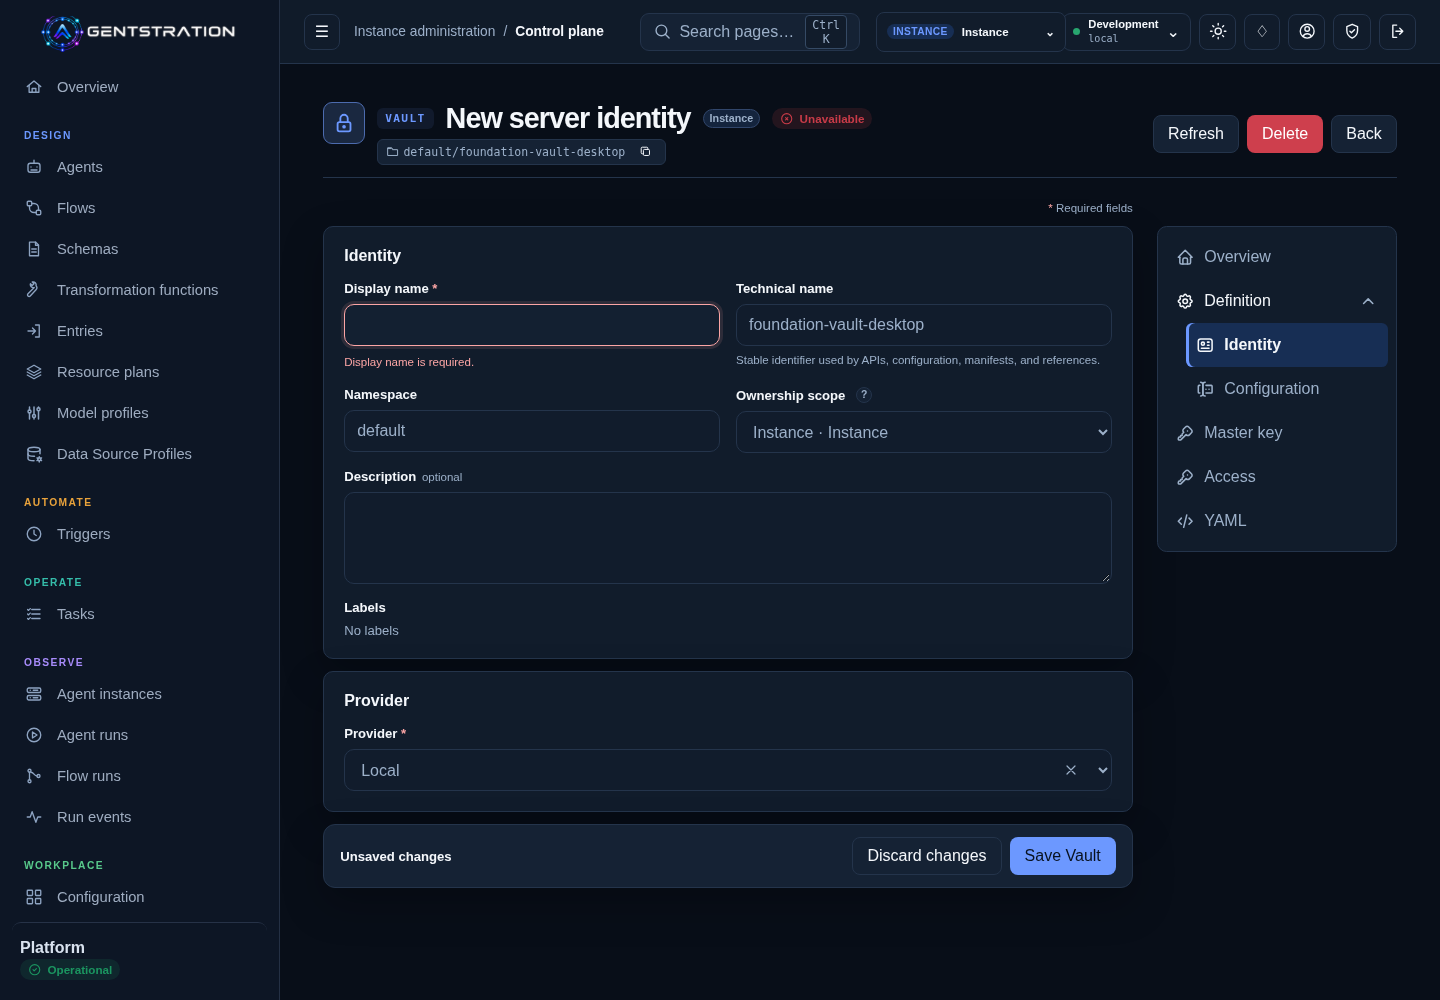 GENTSTRATION
Overview
DESIGN
Agents
Flows
Schemas
Transformation functions
Entries
Resource plans
Model profiles
Data Source Profiles
AUTOMATE
Triggers
OPERATE
Tasks
OBSERVE
Agent instances
Agent runs
Flow runs
Run events
WORKPLACE
Configuration
Platform
Operational
Instance administration / Control plane
Search pages…
Ctrl
K
INSTANCE Instance
Development
local
VAULT New server identity Instance Unavailable
default/foundation-vault-desktop
Refresh Delete Back
* Required fields
Identity
Display name *
Display name is required.
Technical name
foundation-vault-desktop
Stable identifier used by APIs, configuration, manifests, and references.
Namespace
default
Ownership scope ?
Instance · Instance
Description optional
Labels
No labels
Provider
Provider *
Local
Unsaved changes
Discard changes Save Vault
Overview
Definition
Identity
Configuration
Master key
Access
YAML